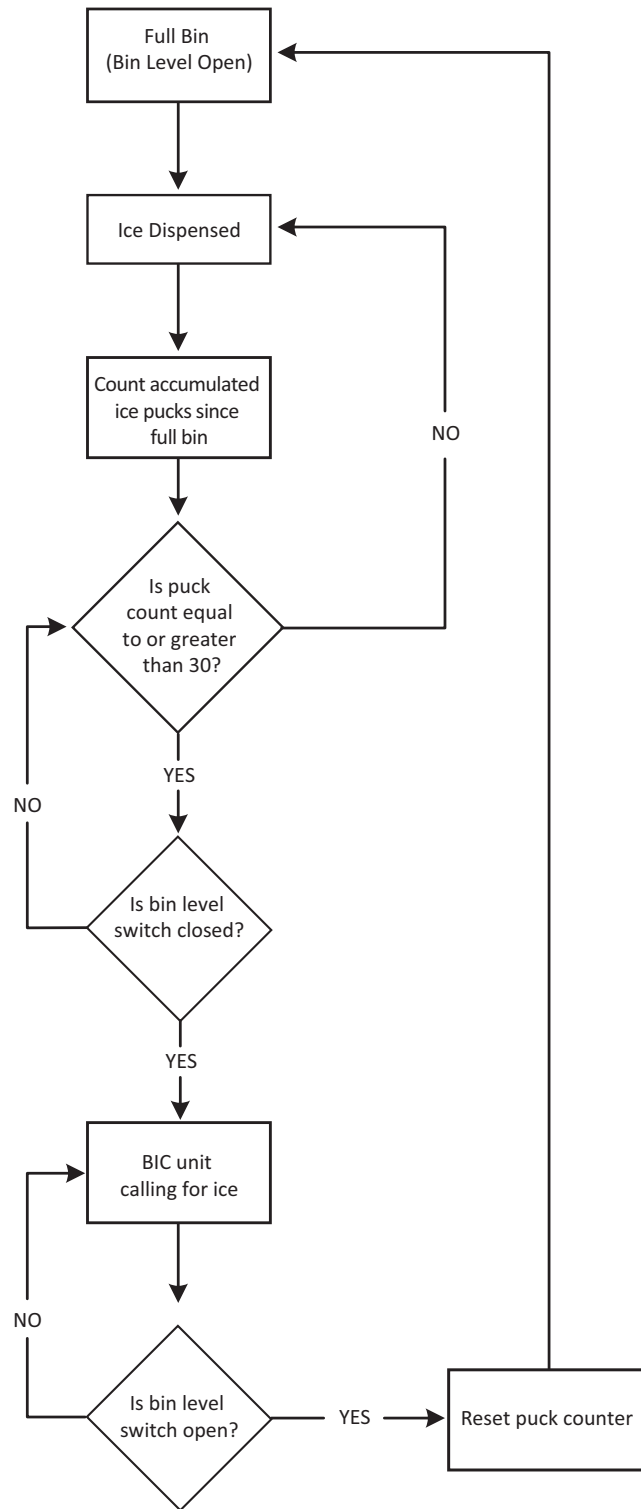 Full Bin
(Bin Level Open)
Ice Dispensed
Count accumulated
ice pucks since
full bin
NO
Is puck
count equal
to or greater
than 30?
YES
NO
Is bin level
switch closed?
YES
BIC unit
calling for ice
NO
Is bin level
switch open?
YES
Reset puck counter